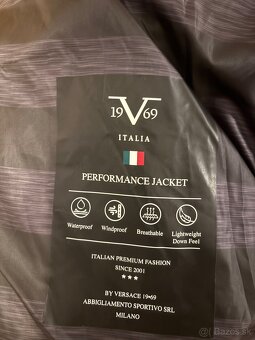 19 V 69
ITALIA
PERFORMANCE JACKET
Waterproof
Windproof
Breathable
Lightweight
Down Feel
ITALIAN PREMIUM FASHION
SINCE 2001
★★★
BY VERSACE 19•69
ABBIGLIAMENTO SPORTIVO SRL
MILANO